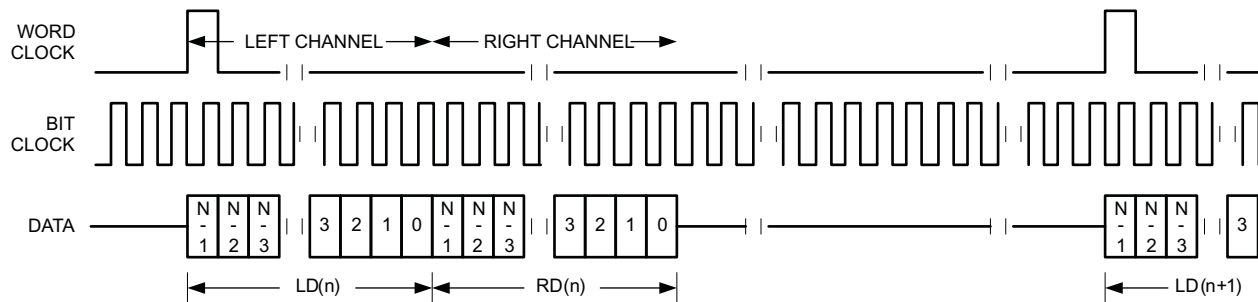 WORD
CLOCK
LEFT CHANNEL
RIGHT CHANNEL
BIT
CLOCK
DATA
N
-
1
N
-
2
N
-
3
3
2
1
0
N
-
1
N
-
2
N
-
3
3
2
1
0
N
-
1
N
-
2
N
-
3
3
LD(n)
RD(n)
LD(n+1)